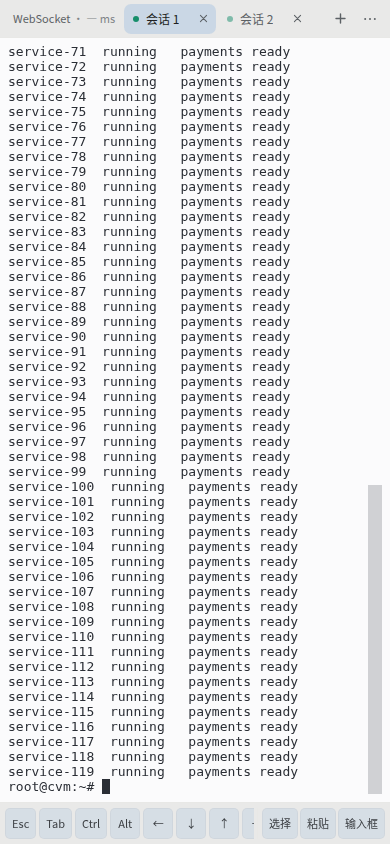 WebSocket · — ms 会话 1 × 会话 2 × + ···
service-71  running   payments ready
service-72  running   payments ready
service-73  running   payments ready
service-74  running   payments ready
service-75  running   payments ready
service-76  running   payments ready
service-77  running   payments ready
service-78  running   payments ready
service-79  running   payments ready
service-80  running   payments ready
service-81  running   payments ready
service-82  running   payments ready
service-83  running   payments ready
service-84  running   payments ready
service-85  running   payments ready
service-86  running   payments ready
service-87  running   payments ready
service-88  running   payments ready
service-89  running   payments ready
service-90  running   payments ready
service-91  running   payments ready
service-92  running   payments ready
service-93  running   payments ready
service-94  running   payments ready
service-95  running   payments ready
service-96  running   payments ready
service-97  running   payments ready
service-98  running   payments ready
service-99  running   payments ready
service-100  running   payments ready
service-101  running   payments ready
service-102  running   payments ready
service-103  running   payments ready
service-104  running   payments ready
service-105  running   payments ready
service-106  running   payments ready
service-107  running   payments ready
service-108  running   payments ready
service-109  running   payments ready
service-110  running   payments ready
service-111  running   payments ready
service-112  running   payments ready
service-113  running   payments ready
service-114  running   payments ready
service-115  running   payments ready
service-116  running   payments ready
service-117  running   payments ready
service-118  running   payments ready
service-119  running   payments ready
root@cvm:~#
Esc Tab Ctrl Alt ← ↓ ↑ 选择 粘贴 输入框